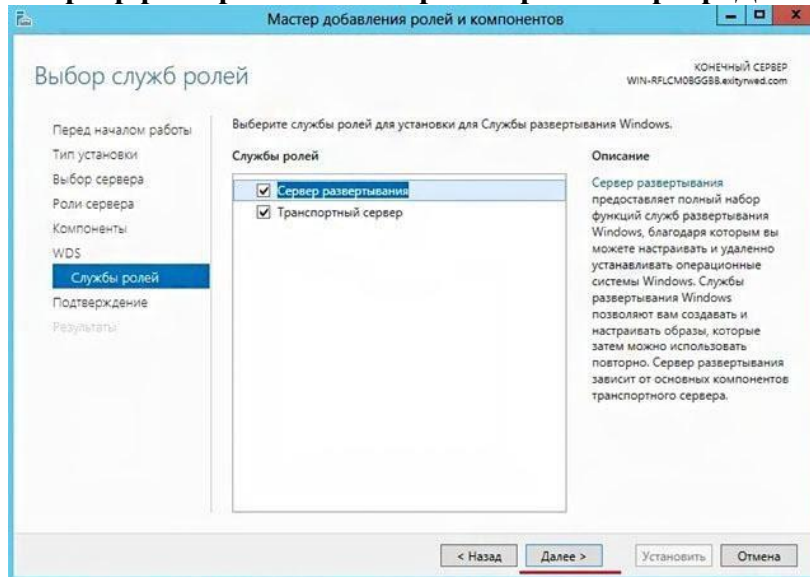 Мастер добавления ролей и компонентов
Выбор служб ролей
КОНЕЧНЫЙ СЕРВЕР
WIN-RFLCM0BGGBB.exityrwed.com
Перед началом работы
Тип установки
Выбор сервера
Роли сервера
Компоненты
WDS
Службы ролей
Подтверждение
Результаты
Выберите службы ролей для установки для Службы развертывания Windows.
Службы ролей
Сервер развертывания
Транспортный сервер
Описание
Сервер развертывания
предоставляет полный набор
функций служб развертывания
Windows, благодаря которым вы
можете настраивать и удаленно
устанавливать операционные
системы Windows. Службы
развертывания Windows
позволяют вам создавать и
настраивать образы, которые
затем можно использовать
повторно. Сервер развертывания
зависит от основных компонентов
транспортного сервера.
< Назад
Далее >
Установить
Отмена